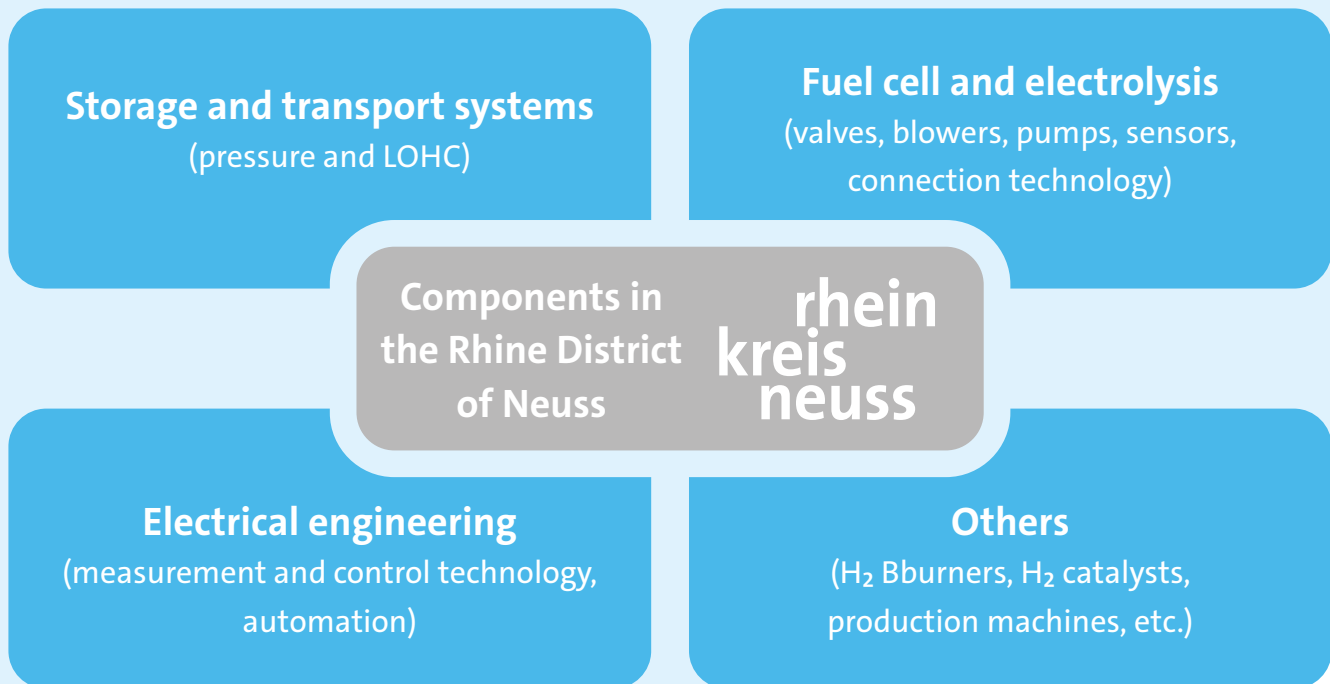 Storage and transport systems
(pressure and LOHC)
Fuel cell and electrolysis
(valves, blowers, pumps, sensors,
connection technology)
Components in
the Rhine District
of Neuss
rhein
kreis
neuss
Electrical engineering
(measurement and control technology,
automation)
Others
(H₂ Bburners, H₂ catalysts,
production machines, etc.)